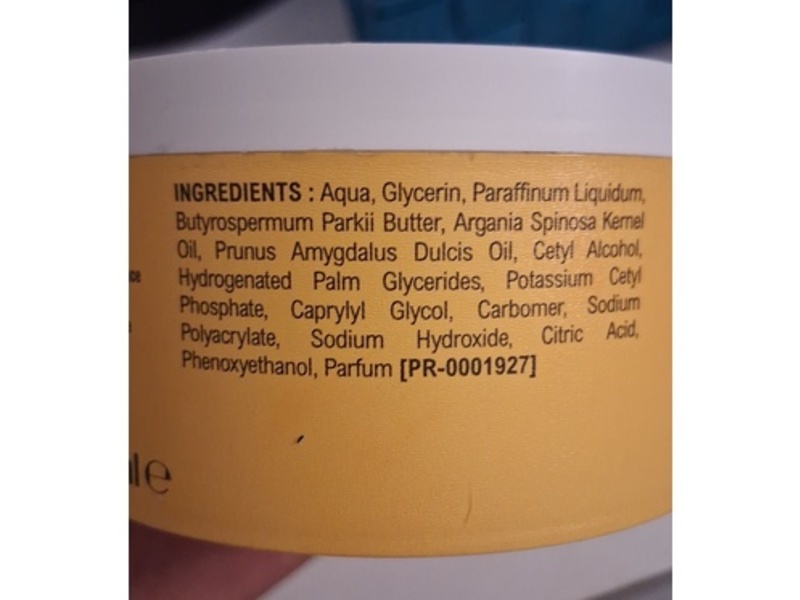 INGREDIENTS : Aqua, Glycerin, Paraffinum Liquidum,
Butyrospermum Parkii Butter, Argania Spinosa Kernel
Oil, Prunus Amygdalus Dulcis Oil, Cetyl Alcohol,
Hydrogenated Palm Glycerides, Potassium Cetyl
Phosphate, Caprylyl Glycol, Carbomer, Sodium
Polyacrylate, Sodium Hydroxide, Citric Acid,
Phenoxyethanol, Parfum [PR-0001927]